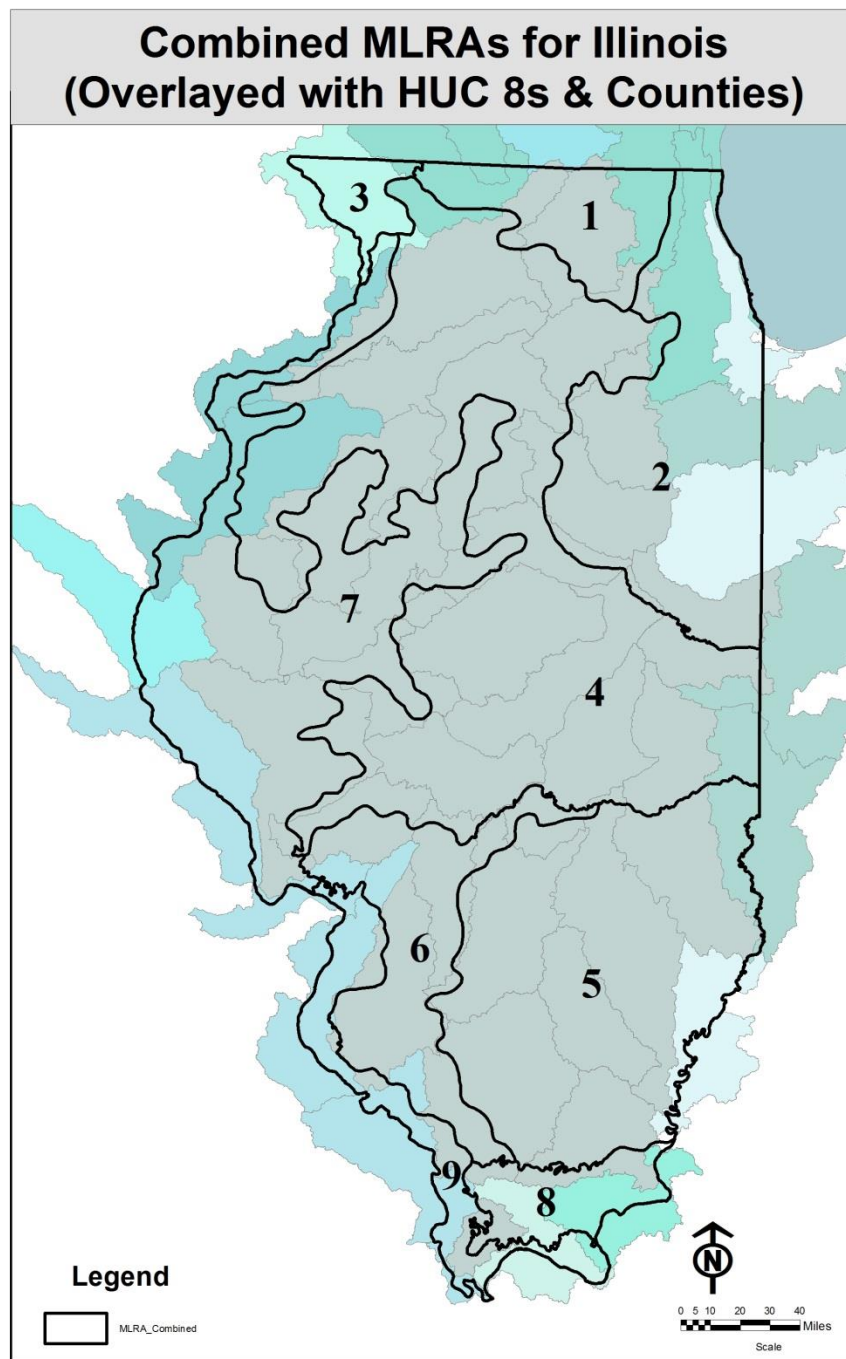 Combined MLRAs for Illinois
(Overlayed with HUC 8s & Counties)
3
1
2
7
4
6
5
9
8
N
Legend
MLRA_Combined
0 5 10 20 30 40
Miles
Scale